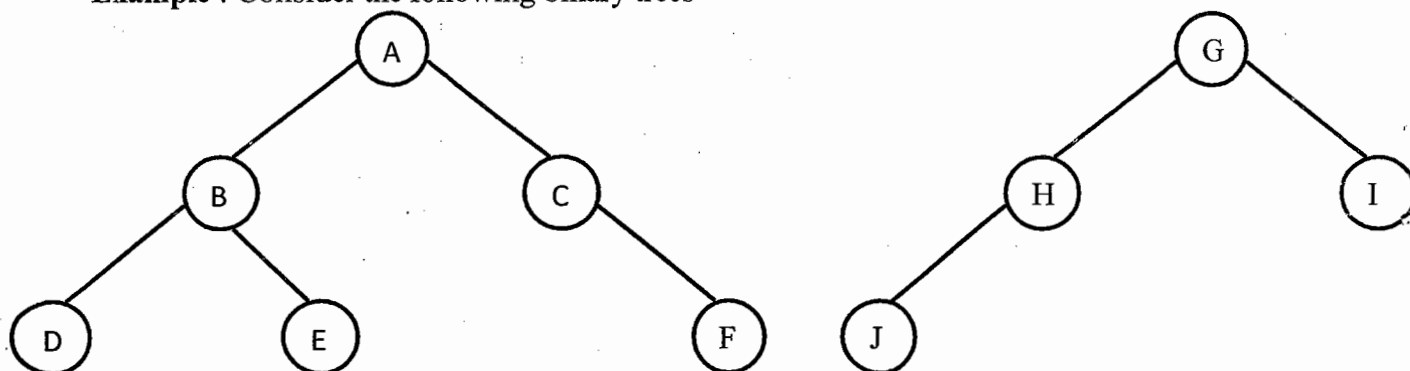 Example : Consider the following binary trees
A G
B C H I
D E F J